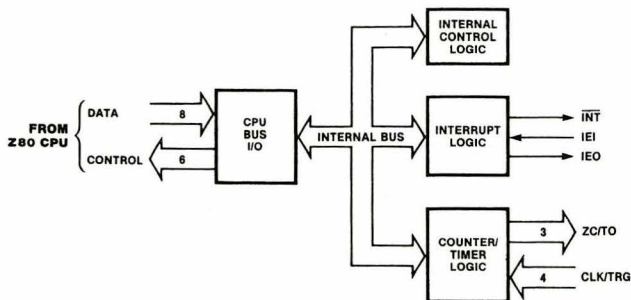 FROM
Z80 CPU
DATA
8
CONTROL
6
CPU
BUS
I/O
INTERNAL BUS
INTERNAL
CONTROL
LOGIC
INTERRUPT
LOGIC
INT
IEI
IEO
COUNTER/
TIMER
LOGIC
3
ZC/TO
4
CLK/TRG